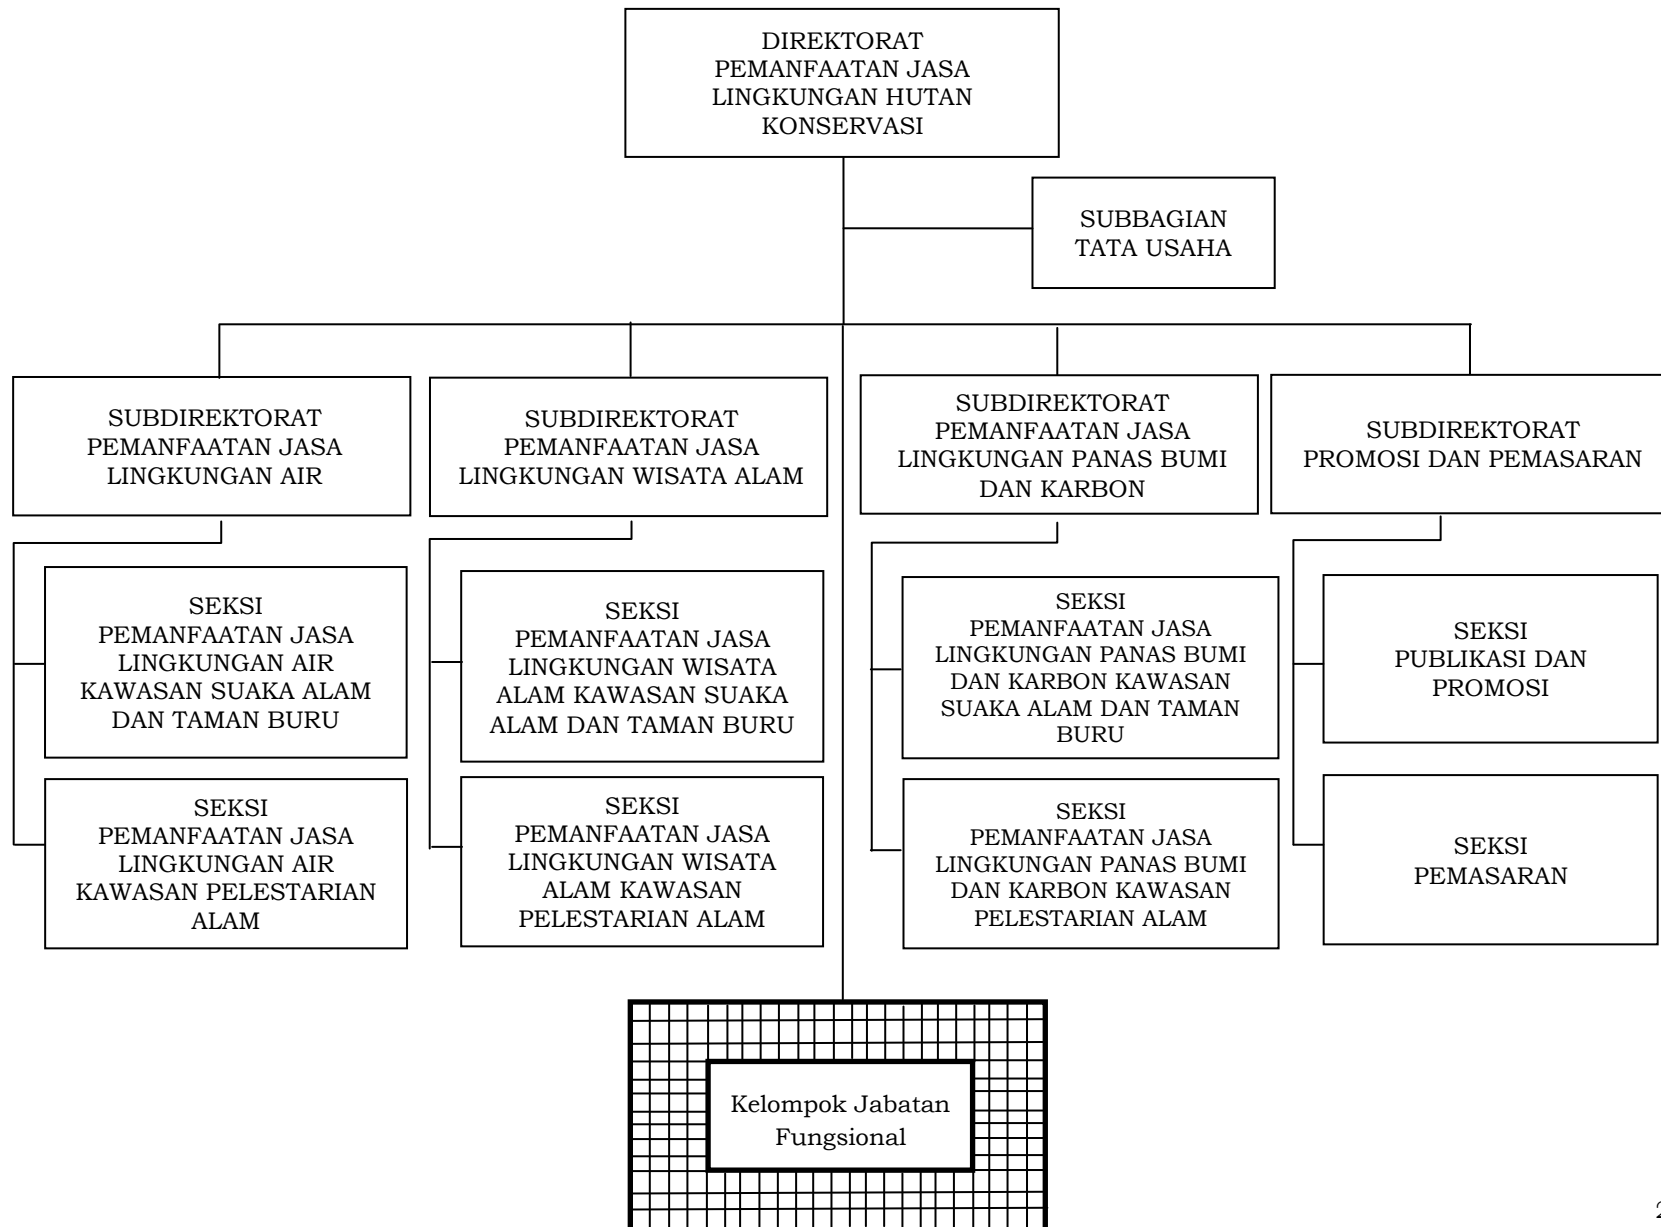 DIREKTORAT
PEMANFAATAN JASA
LINGKUNGAN HUTAN
KONSERVASI
SUBBAGIAN
TATA USAHA
SUBDIREKTORAT
PEMANFAATAN JASA
LINGKUNGAN AIR
SUBDIREKTORAT
PEMANFAATAN JASA
LINGKUNGAN WISATA ALAM
SUBDIREKTORAT
PEMANFAATAN JASA
LINGKUNGAN PANAS BUMI
DAN KARBON
SUBDIREKTORAT
PROMOSI DAN PEMASARAN
SEKSI
PEMANFAATAN JASA
LINGKUNGAN AIR
KAWASAN SUAKA ALAM
DAN TAMAN BURU
SEKSI
PEMANFAATAN JASA
LINGKUNGAN WISATA
ALAM KAWASAN SUAKA
ALAM DAN TAMAN BURU
SEKSI
PEMANFAATAN JASA
LINGKUNGAN PANAS BUMI
DAN KARBON KAWASAN
SUAKA ALAM DAN TAMAN
BURU
SEKSI
PUBLIKASI DAN
PROMOSI
SEKSI
PEMANFAATAN JASA
LINGKUNGAN AIR
KAWASAN PELESTARIAN
ALAM
SEKSI
PEMANFAATAN JASA
LINGKUNGAN WISATA
ALAM KAWASAN
PELESTARIAN ALAM
SEKSI
PEMANFAATAN JASA
LINGKUNGAN PANAS BUMI
DAN KARBON KAWASAN
PELESTARIAN ALAM
SEKSI
PEMASARAN
Kelompok Jabatan
Fungsional